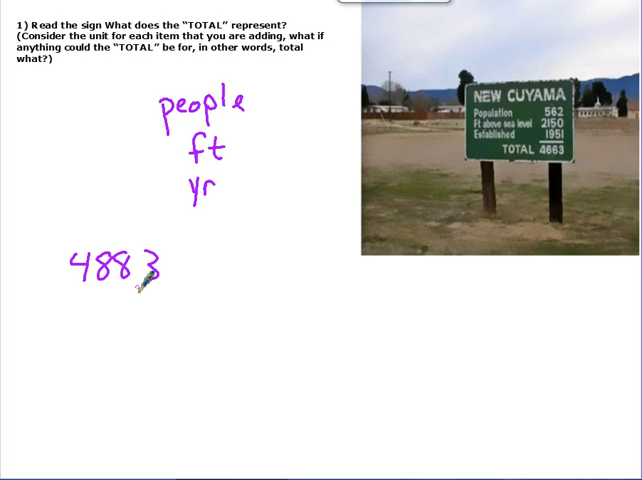 1) Read the sign What does the “TOTAL” represent?
(Consider the unit for each item that you are adding, what if
anything could the “TOTAL” be for, in other words, total
what?)
people
ft
yr
4883
NEW CUYAMA
Population 562
Ft above sea level 2150
Established 1951
TOTAL 4663